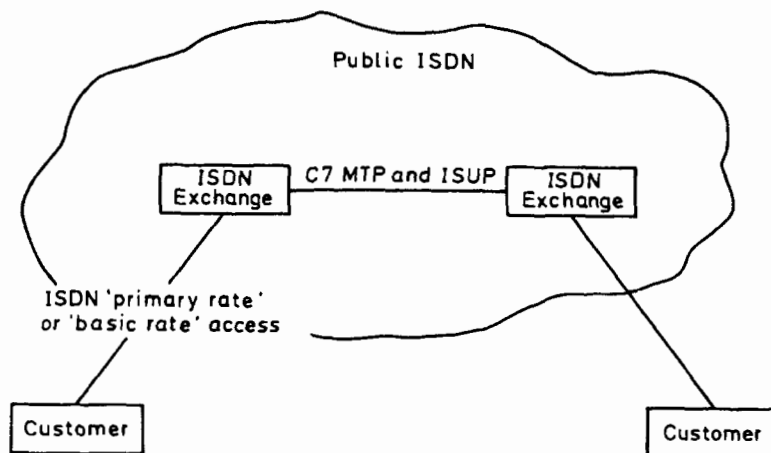 Public ISDN
ISDN
Exchange
C7 MTP and ISUP
ISDN
Exchange
ISDN 'primary rate'
or 'basic rate' access
Customer
Customer